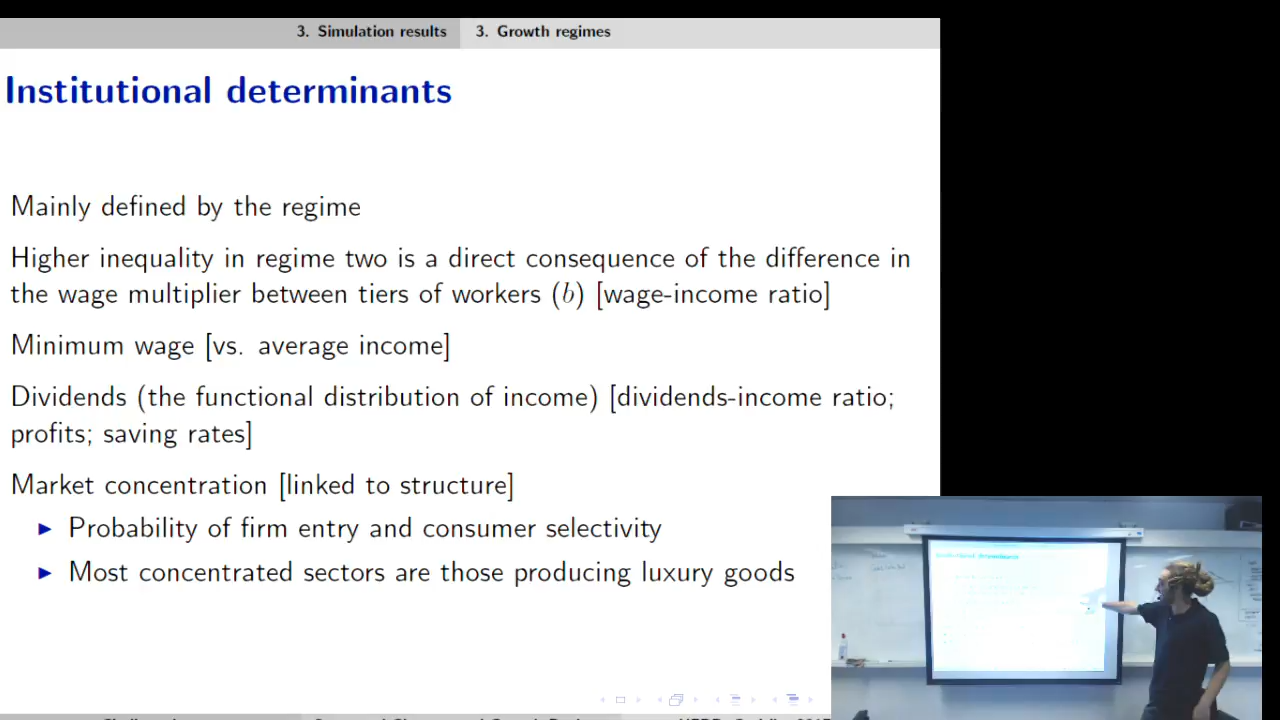 3. Simulation results 3. Growth regimes
Institutional determinants
Mainly defined by the regime
Higher inequality in regime two is a direct consequence of the difference in
the wage multiplier between tiers of workers (b) [wage-income ratio]
Minimum wage [vs. average income]
Dividends (the functional distribution of income) [dividends-income ratio;
profits; saving rates]
Market concentration [linked to structure]
▶ Probability of firm entry and consumer selectivity
▶ Most concentrated sectors are those producing luxury goods
Institutional determinants